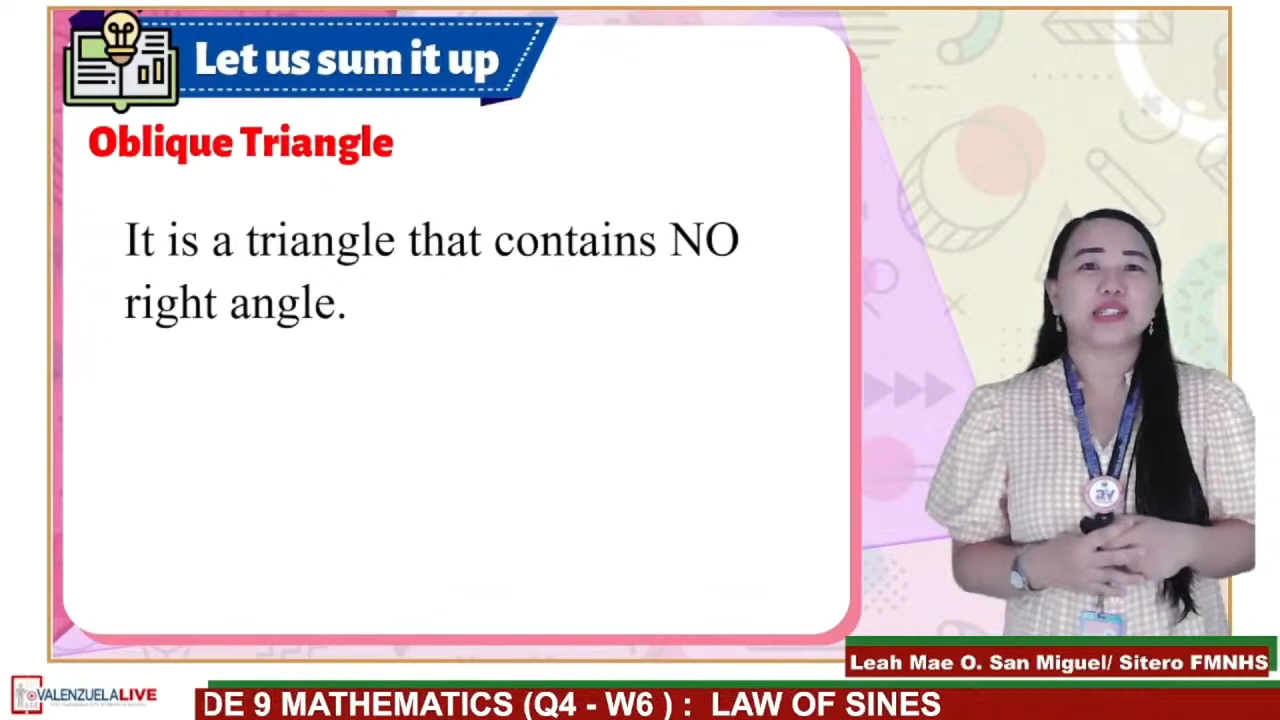 Let us sum it up
Oblique Triangle
It is a triangle that contains NO
right angle.
Leah Mae O. San Miguel/ Sitero FMNHS
VALENZUELALIVE
DE 9 MATHEMATICS (Q4 - W6 ) : LAW OF SINES